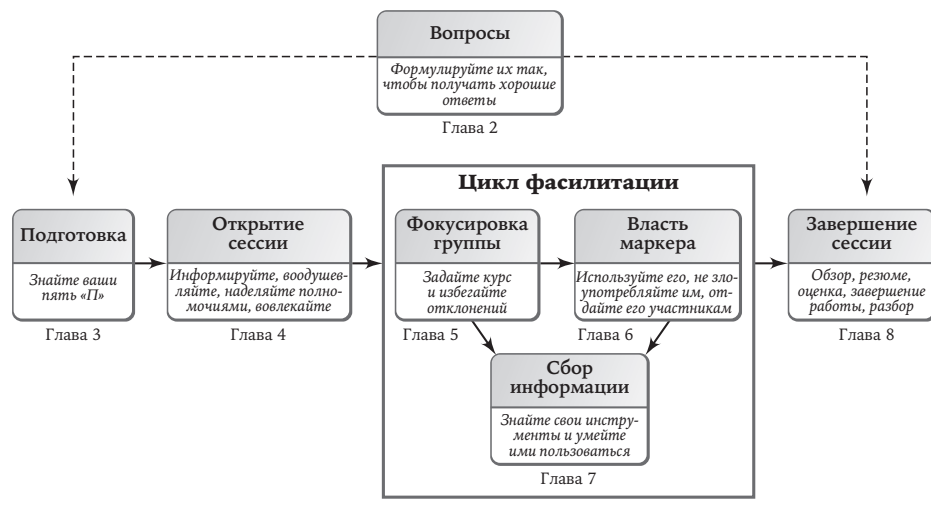 Вопросы
Формулируйте их так,
чтобы получать хорошие
ответы
Глава 2
Цикл фасилитации
Подготовка
Знайте ваши
пять «П»
Глава 3
Открытие
сессии
Информируйте, воодушев-
ляйте, наделяйте полно-
мочиями, вовлекайте
Глава 4
Фокусировка
группы
Задайте курс
и избегайте
отклонений
Глава 5
Власть
маркера
Используйте его, не зло-
употребляйте им, от-
дайте его участникам
Глава 6
Сбор
информации
Знайте свои инстру-
менты и умейте
ими пользоваться
Глава 7
Завершение
сессии
Обзор, резюме,
оценка, завершение
работы, разбор
Глава 8